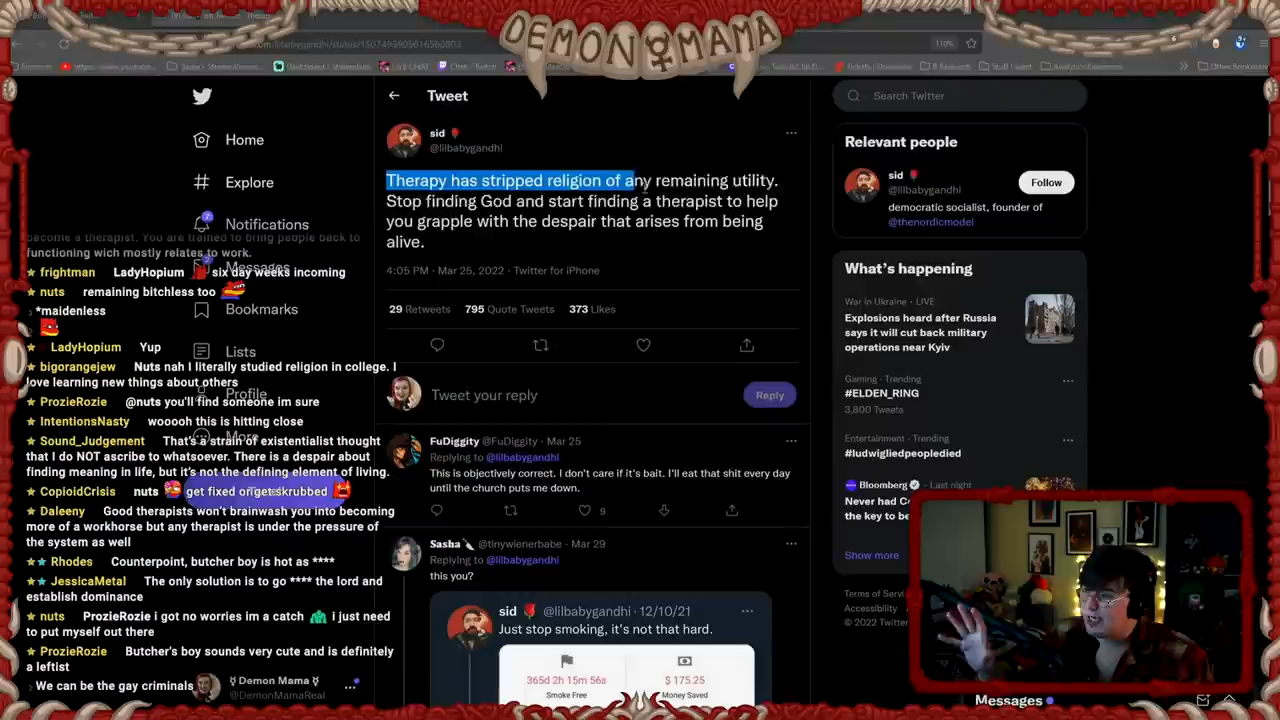 DEMON MAMA
110%
Home
Explore
Notifications
Messages
Bookmarks
Lists
Profile
More
Tweet
sid
@lilbabygandhi
Therapy has stripped religion of any remaining utility.
Stop finding God and start finding a therapist to help
you grapple with the despair that arises from being
alive.
4:05 PM · Mar 25, 2022 · Twitter for iPhone
29 Retweets 795 Quote Tweets 373 Likes
Tweet your reply
Reply
FuDiggity @FuDiggity · Mar 25
Replying to @lilbabygandhi
This is objectively correct. I don't care if it's bait. I'll eat that shit every day
until the church puts me down.
9
Sasha @tinywienerbabe · Mar 29
Replying to @lilbabygandhi
this you?
sid @lilbabygandhi · 12/10/21
Just stop smoking, it's not that hard.
365d 2h 15m 56s
Smoke Free
$ 175.25
Money Saved
Search Twitter
Relevant people
sid
@lilbabygandhi
Follow
democratic socialist, founder of
@thenordicmodel
What's happening
War in Ukraine · LIVE
Explosions heard after Russia
says it will cut back military
operations near Kyiv
Gaming · Trending
#ELDEN_RING
3,800 Tweets
Entertainment · Trending
#ludwigliedpeopledied
Bloomberg · Last night
Never had C
the key to be
Show more
Terms of Servi
Accessibility
© 2022 Twitter
Messages
become a therapist. You are trained to bring people back to
functioning wich mostly relates to work.
frightman LadyHopium six day weeks incoming
nuts remaining bitchless too
*maidenless
LadyHopium Yup
bigorangejew Nuts nah I literally studied religion in college. I
love learning new things about others
ProzieRozie @nuts you'll find someone im sure
IntentionsNasty wooooh this is hitting close
Sound_Judgement That's a strain of existentialist thought
that I do NOT ascribe to whatsoever. There is a despair about
finding meaning in life, but it's not the defining element of living.
CopioidCrisis nuts get fixed onget skrubbed
Daleeny Good therapists won't brainwash you into becoming
more of a workhorse but any therapist is under the pressure of
the system as well
Rhodes Counterpoint, butcher boy is hot as ****
JessicaMetal The only solution is to go **** the lord and
establish dominance
nuts ProzieRozie i got no worries im a catch i just need
to put myself out there
ProzieRozie Butcher's boy sounds very cute and is definitely
a leftist
We can be the gay criminals
Demon Mama
@DemonMamaReal